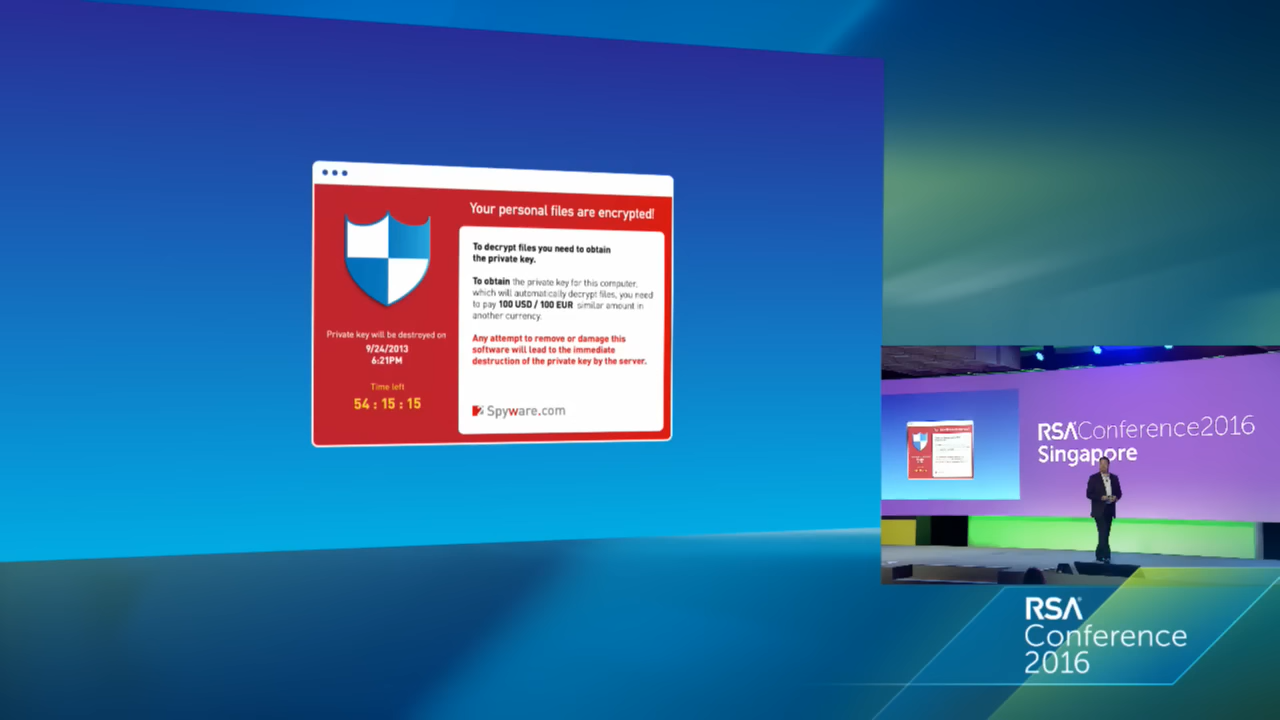 Your personal files are encrypted!
To decrypt files you need to obtain
the private key.
To obtain the private key for this computer,
which will automatically decrypt files, you need
to pay 100 USD / 100 EUR similar amount in
another currency.
Any attempt to remove or damage this
software will lead to the immediate
destruction of the private key by the server.
Spyware.com
Private key will be destroyed on
9/24/2013
6:21PM
Time left
54 : 15 : 15
RSA Conference2016
Singapore
RSA
Conference
2016